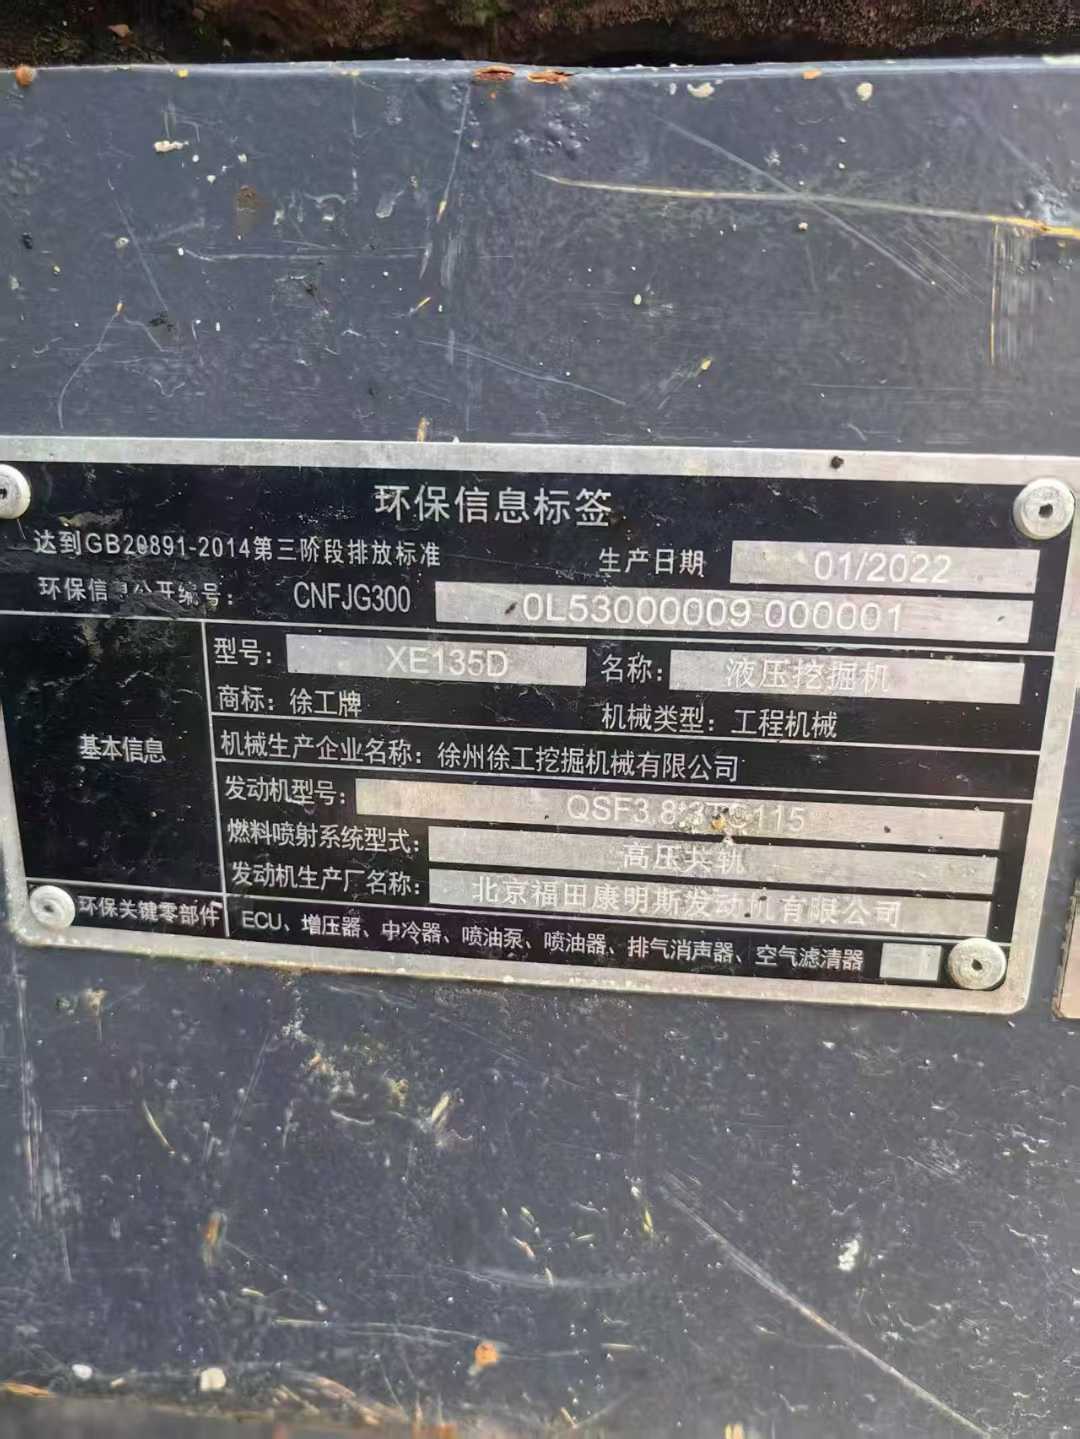 环保信息标签
达到GB20891-2014第三阶段排放标准 生产日期 01/2022
环保信息公开编号： CNFJG300 0L53000009 000001
型号： XE135D 名称： 液压挖掘机
商标：徐工牌 机械类型：工程机械
基本信息
机械生产企业名称：徐州徐工挖掘机械有限公司
发动机型号：
燃料喷射系统型式： 高压共轨
发动机生产厂名称： 北京福田康明斯发动机有限公司
环保关键零部件 ECU、增压器、中冷器、喷油泵、喷油器、排气消声器、空气滤清器